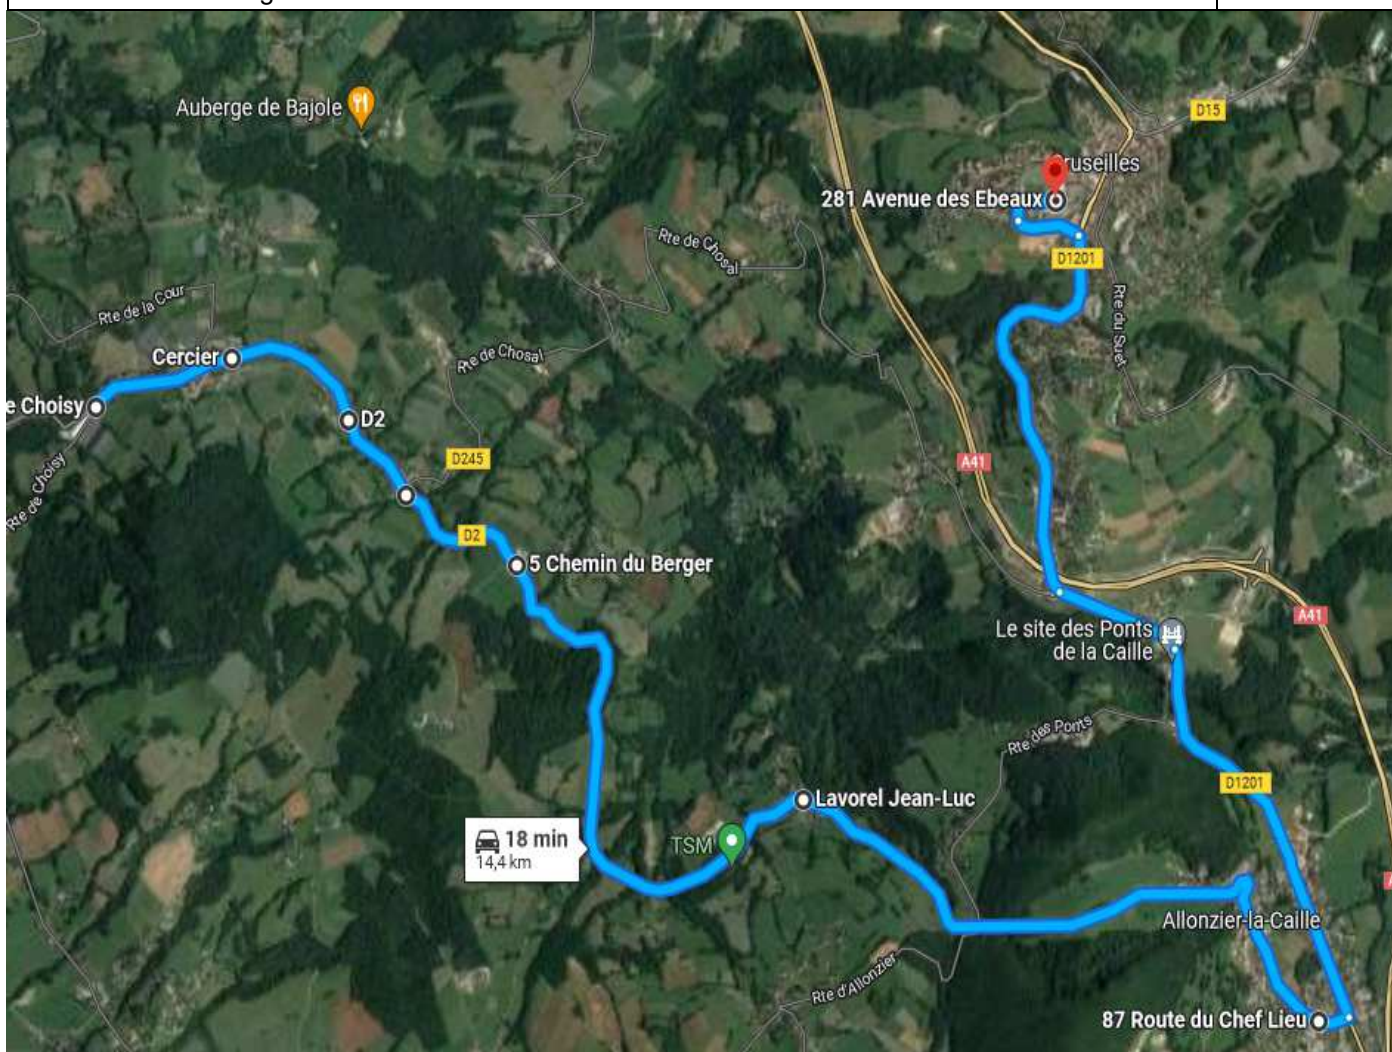 Auberge de Bajole
D15
Cruseilles
281 Avenue des Ebeaux
Rte de Chosal
D1201
Rte de la Cour
Rte du Suet
Cercier
Rte de Chosal
e Choisy
D2
D245
A41
Rte de Choisy
D2
5 Chemin du Berger
A41
Le site des Ponts
de la Caille
Rte des Ponts
D1201
Lavorel Jean-Luc
18 min
14,4 km
TSM
Allonzier-la-Caille
Rte d'Allonzier
87 Route du Chef Lieu